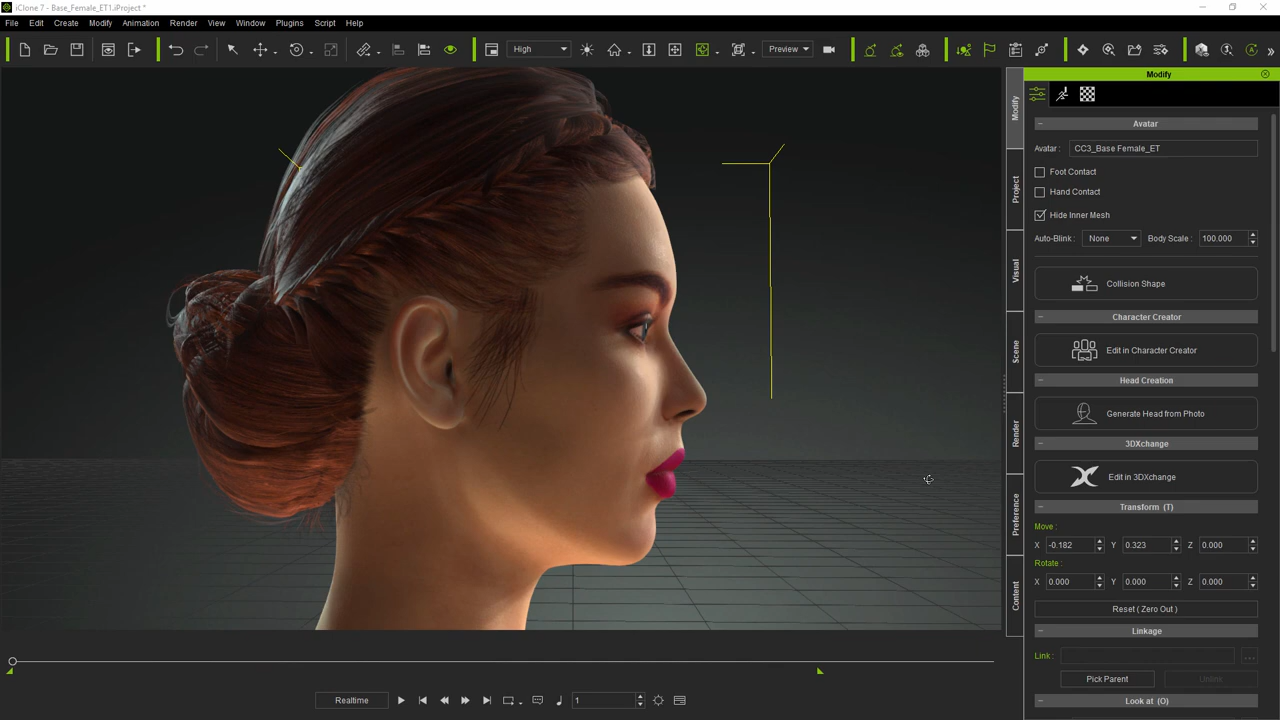 iClone 7 - Base_Female_ET1.iProject *
File Edit Create Modify Animation Render View Window Plugins Script Help
High Preview
Modify
Modify
Project
Visual
Scene
Render
Preference
Content
Avatar
Avatar : CC3_Base Female_ET
Foot Contact
Hand Contact
Hide Inner Mesh
Auto-Blink : None Body Scale : 100.000
Collision Shape
Character Creator
Edit in Character Creator
Head Creation
Generate Head from Photo
3DXchange
Edit in 3DXchange
Transform (T)
Move :
X -0.182 Y 0.323 Z 0.000
Rotate :
X 0.000 Y 0.000 Z 0.000
Reset ( Zero Out )
Linkage
Link : ...
Pick Parent Unlink
Look at (O)
Realtime 1